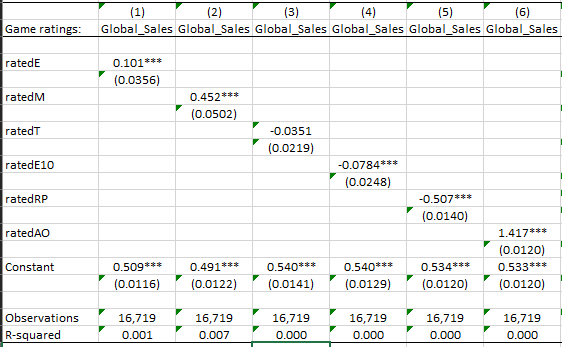 (1) (2) (3) (4) (5) (6)
Game ratings: Global_Sales Global_Sales Global_Sales Global_Sales Global_Sales Global_Sales
ratedE 0.101***
(0.0356)
ratedM 0.452***
(0.0502)
ratedT -0.0351
(0.0219)
ratedE10 -0.0784***
(0.0248)
ratedRP -0.507***
(0.0140)
ratedAO 1.417***
(0.0120)
Constant 0.509*** 0.491*** 0.540*** 0.540*** 0.534*** 0.533***
(0.0116) (0.0122) (0.0141) (0.0129) (0.0120) (0.0120)
Observations 16,719 16,719 16,719 16,719 16,719 16,719
R-squared 0.001 0.007 0.000 0.000 0.000 0.000